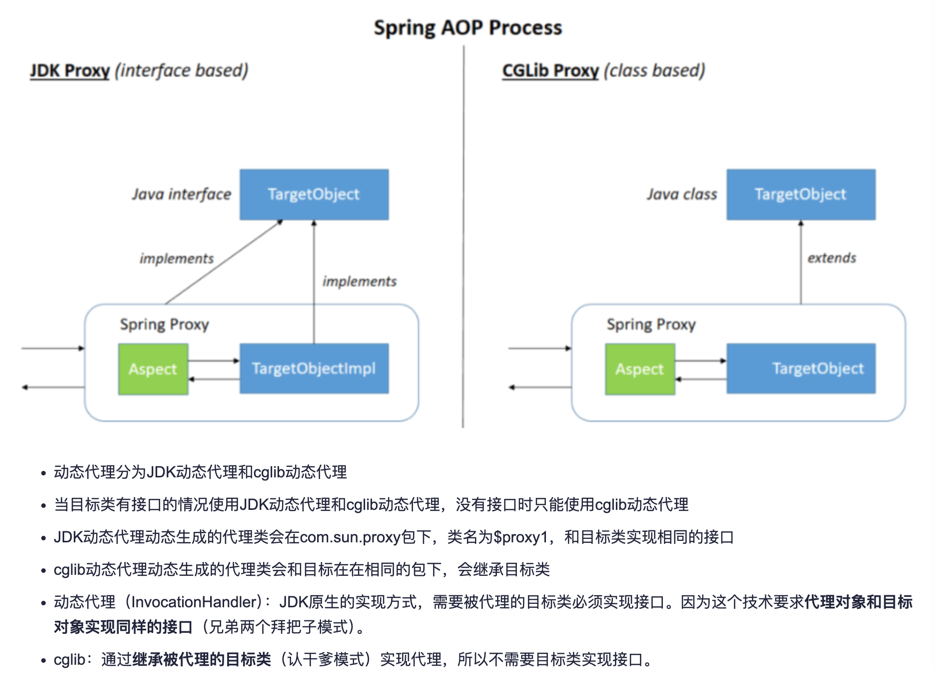 Spring AOP Process
JDK Proxy (interface based)
CGLib Proxy (class based)
Java interface
TargetObject
implements
implements
Spring Proxy
Aspect
TargetObjectImpl
Java class
TargetObject
extends
Spring Proxy
Aspect
TargetObject
• 动态代理分为JDK动态代理和cglib动态代理
• 当目标类有接口的情况使用JDK动态代理和cglib动态代理，没有接口时只能使用cglib动态代理
• JDK动态代理动态生成的代理类会在com.sun.proxy包下，类名为$proxy1，和目标类实现相同的接口
• cglib动态代理动态生成的代理类会和目标在在相同的包下，会继承目标类
• 动态代理（InvocationHandler）：JDK原生的实现方式，需要被代理的目标类必须实现接口。因为这个技术要求代理对象和目标
对象实现同样的接口（兄弟两个拜把子模式）。
• cglib：通过继承被代理的目标类（认干爹模式）实现代理，所以不需要目标类实现接口。